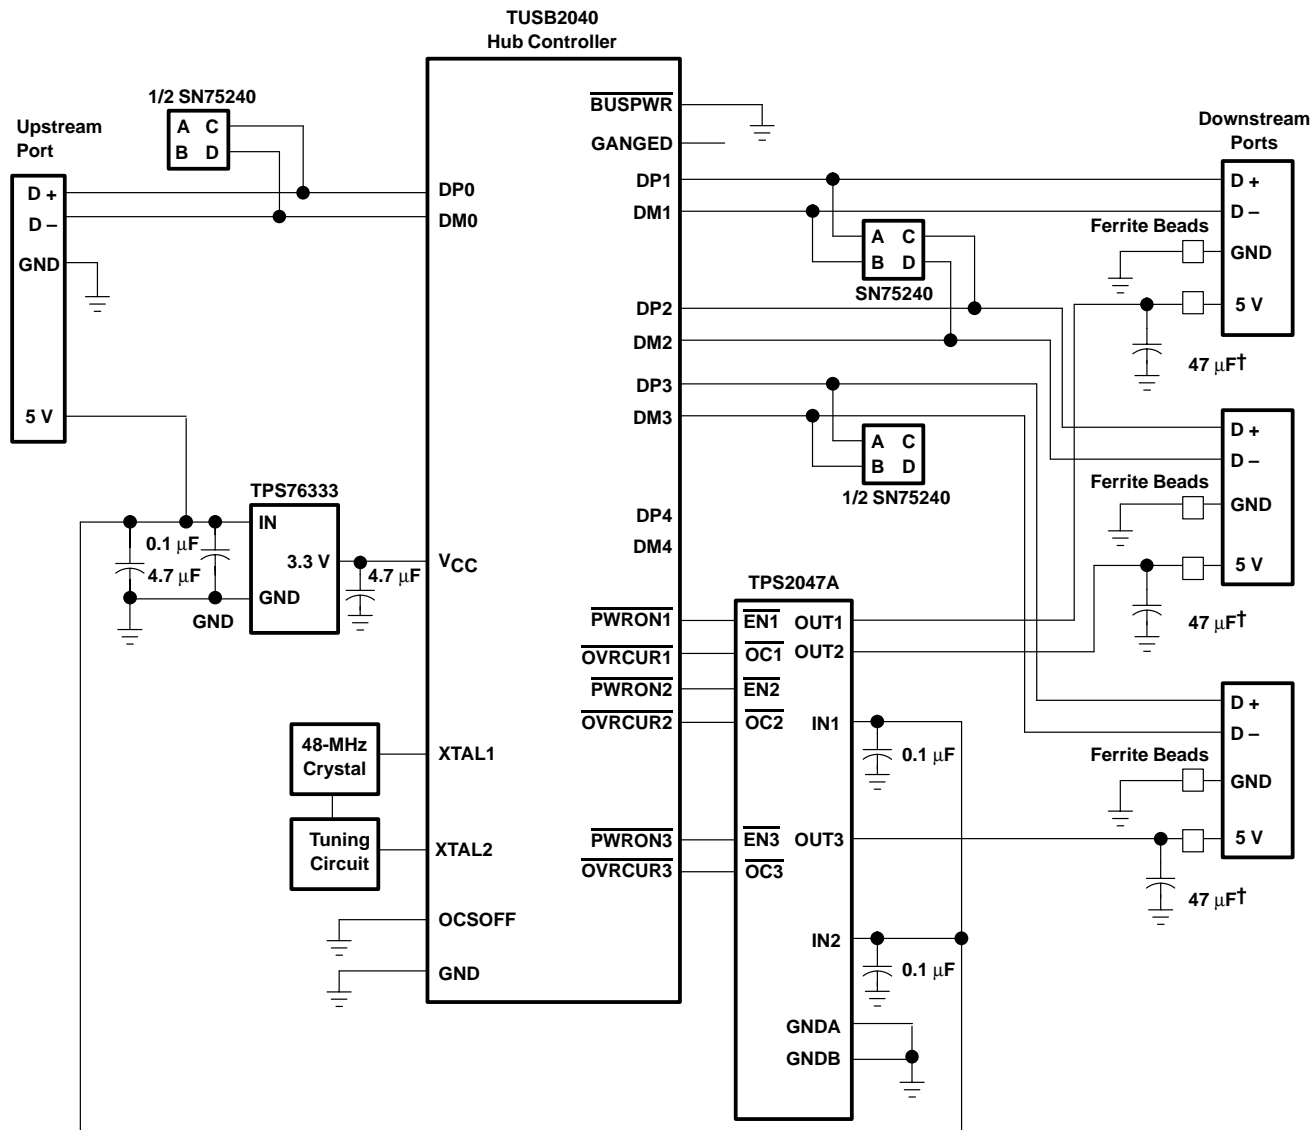 TUSB2040
Hub Controller
1/2 SN75240
A C
B D
Upstream
Port
D +
D –
GND
5 V
BUSPWR
GANGED
DP1
DM1
DP0
DM0
A C
B D
SN75240
DP2
DM2
DP3
DM3
A C
B D
1/2 SN75240
DP4
DM4
Downstream
Ports
D +
D –
Ferrite Beads
GND
5 V
47 µF†
D +
D –
Ferrite Beads
GND
5 V
47 µF†
D +
D –
Ferrite Beads
GND
5 V
47 µF†
TPS76333
IN
3.3 V
GND
0.1 µF
4.7 µF
GND
4.7 µF
VCC
TPS2047A
PWRON1
EN1 OUT1
OVRCUR1
OC1 OUT2
PWRON2
EN2
OVRCUR2
OC2
IN1
0.1 µF
48-MHz
Crystal
XTAL1
Tuning
Circuit
XTAL2
PWRON3
EN3 OUT3
OVRCUR3
OC3
OCSOFF
IN2
0.1 µF
GND
GNDA
GNDB